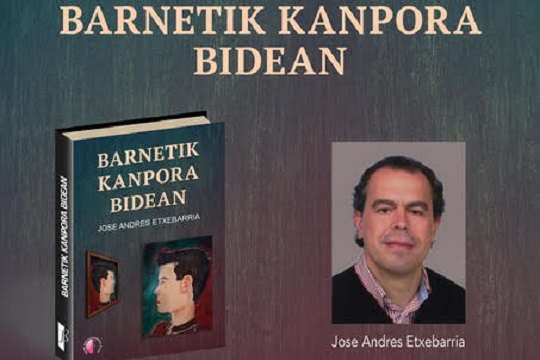 BARNETIK KANPORA
BIDEAN
BARNETIK
KANPORA
BIDEAN
JOSE ANDRES ETXEBARRIA
BARNETIK KANPORA BIDEAN
Jose Andres Etxebarria